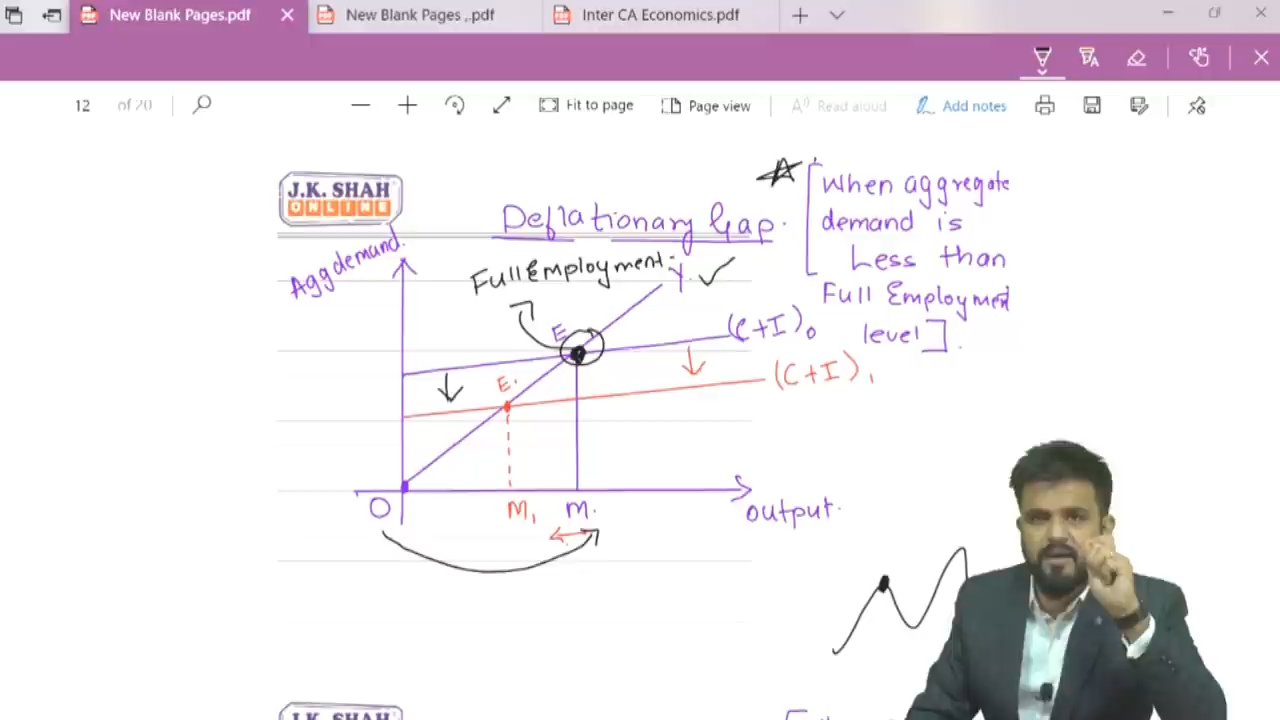 New Blank Pages.pdf
New Blank Pages ,.pdf
Inter CA Economics.pdf
12 of 20
Fit to page
Page view
Read aloud
Add notes
J.K. SHAH
ONLINE
Deflationary Gap.
When aggregate
demand is
Less than
Full Employment
level].
Agg demand.
Full Employment.
Y.
E
(C+I)0
E.
(C+I)1
O
M1
M.
output.
J.K. SHAH